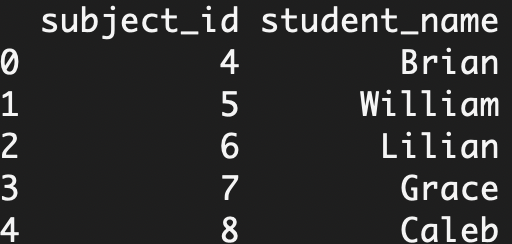 subject_id student_name
0 4 Brian
1 5 William
2 6 Lilian
3 7 Grace
4 8 Caleb